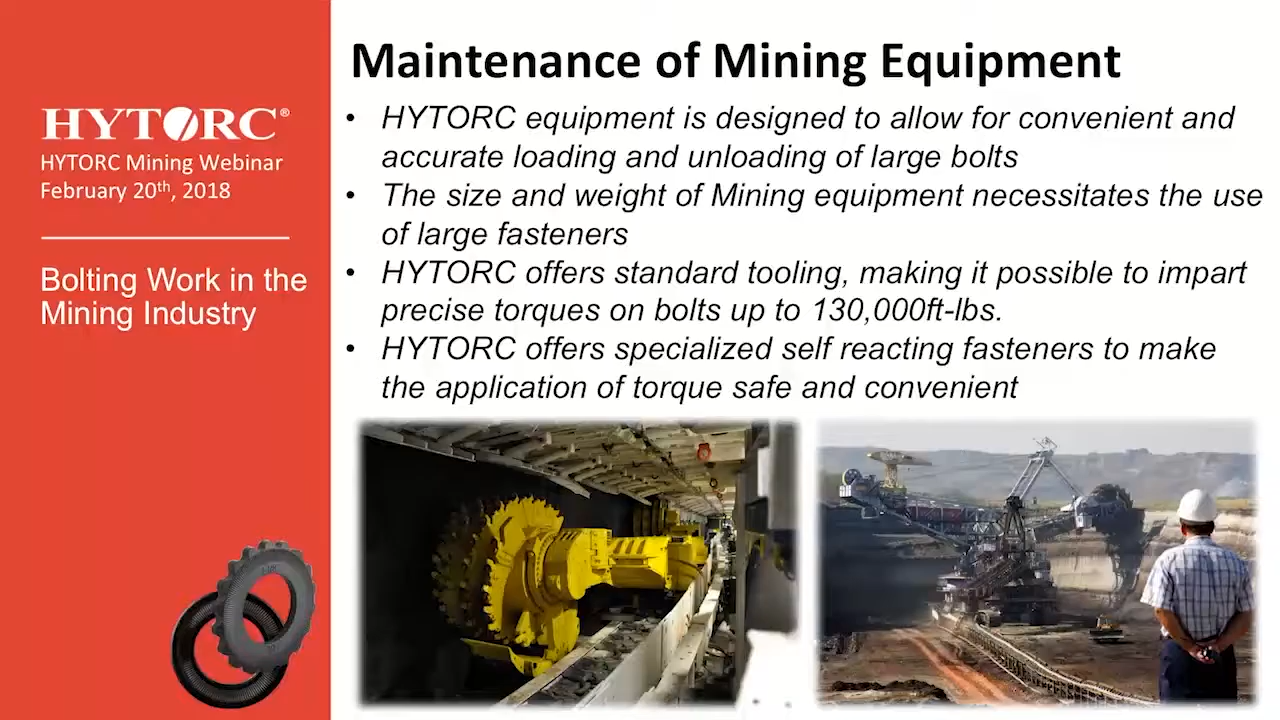 HYTORC®
HYTORC Mining Webinar
February 20th, 2018
Bolting Work in the
Mining Industry
Maintenance of Mining Equipment
• HYTORC equipment is designed to allow for convenient and
accurate loading and unloading of large bolts
• The size and weight of Mining equipment necessitates the use
of large fasteners
• HYTORC offers standard tooling, making it possible to impart
precise torques on bolts up to 130,000ft-lbs.
• HYTORC offers specialized self reacting fasteners to make
the application of torque safe and convenient